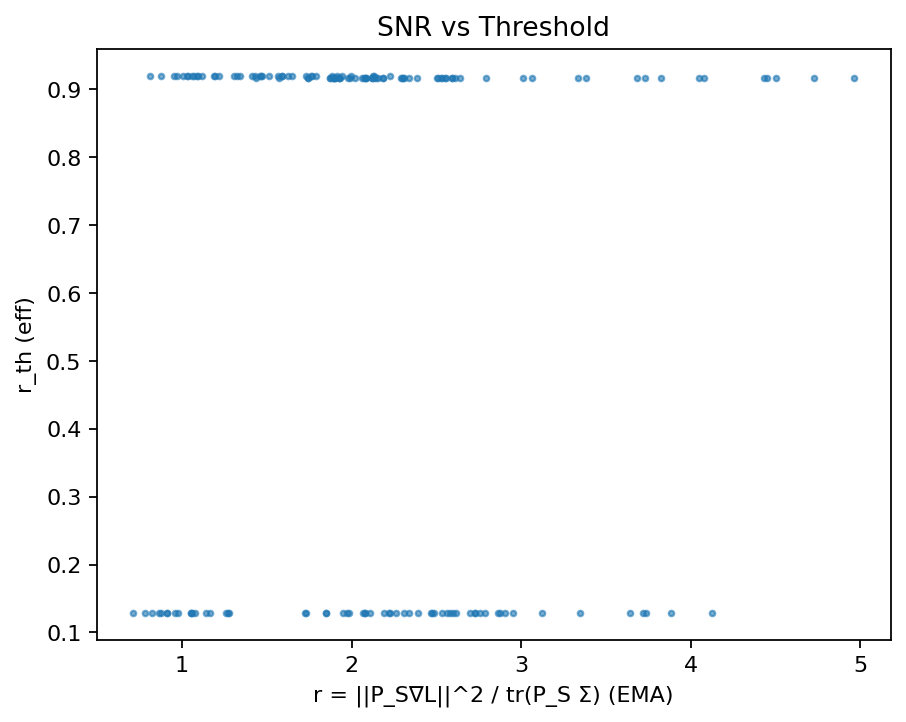 SNR vs Threshold
r_th (eff)
0.9
0.8
0.7
0.6
0.5
0.4
0.3
0.2
0.1
1 2 3 4 5
r = ||P_S∇L||^2 / tr(P_S Σ) (EMA)